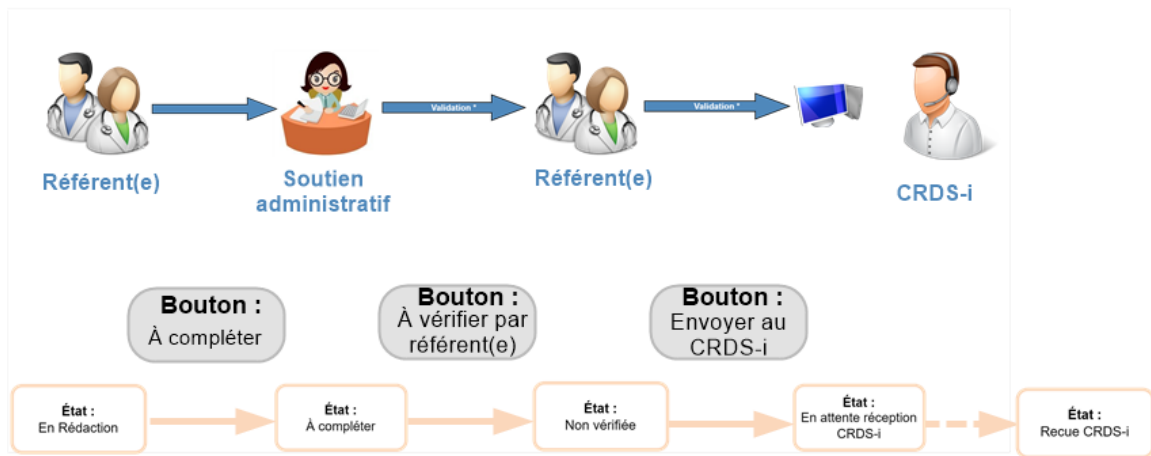 Validation *
Validation *
Référent(e)
Soutien
administratif
Référent(e)
CRDS-i
Bouton :
À compléter
Bouton :
À vérifier par
référent(e)
Bouton :
Envoyer au
CRDS-i
État :
En Rédaction
État :
À compléter
État :
Non vérifiée
État :
En attente réception
CRDS-i
État :
Recue CRDS-i